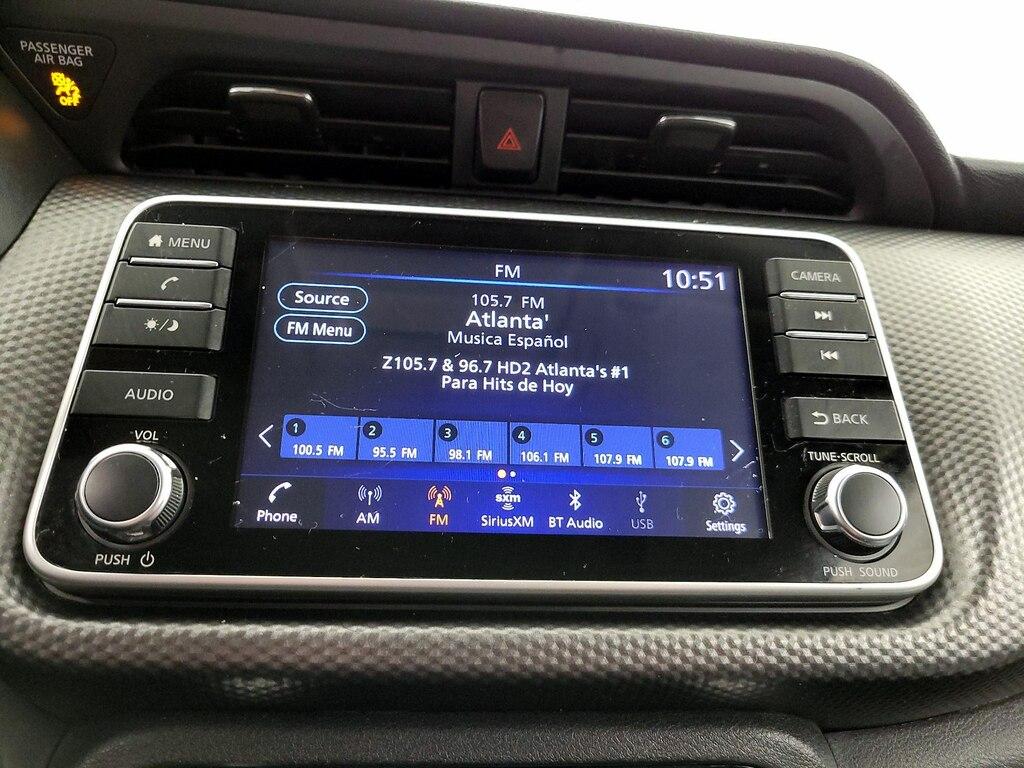 PASSENGER
AIR BAG
OFF
MENU
AUDIO
VOL
PUSH
FM
10:51
Source
FM Menu
105.7 FM
Atlanta'
Musica Español
Z105.7 & 96.7 HD2 Atlanta's #1
Para Hits de Hoy
1 2 3 4 5 6
100.5 FM 95.5 FM 98.1 FM 106.1 FM 107.9 FM 107.9 FM
Phone AM FM SiriusXM BT Audio USB Settings
sxm
CAMERA
BACK
TUNE·SCROLL
PUSH SOUND